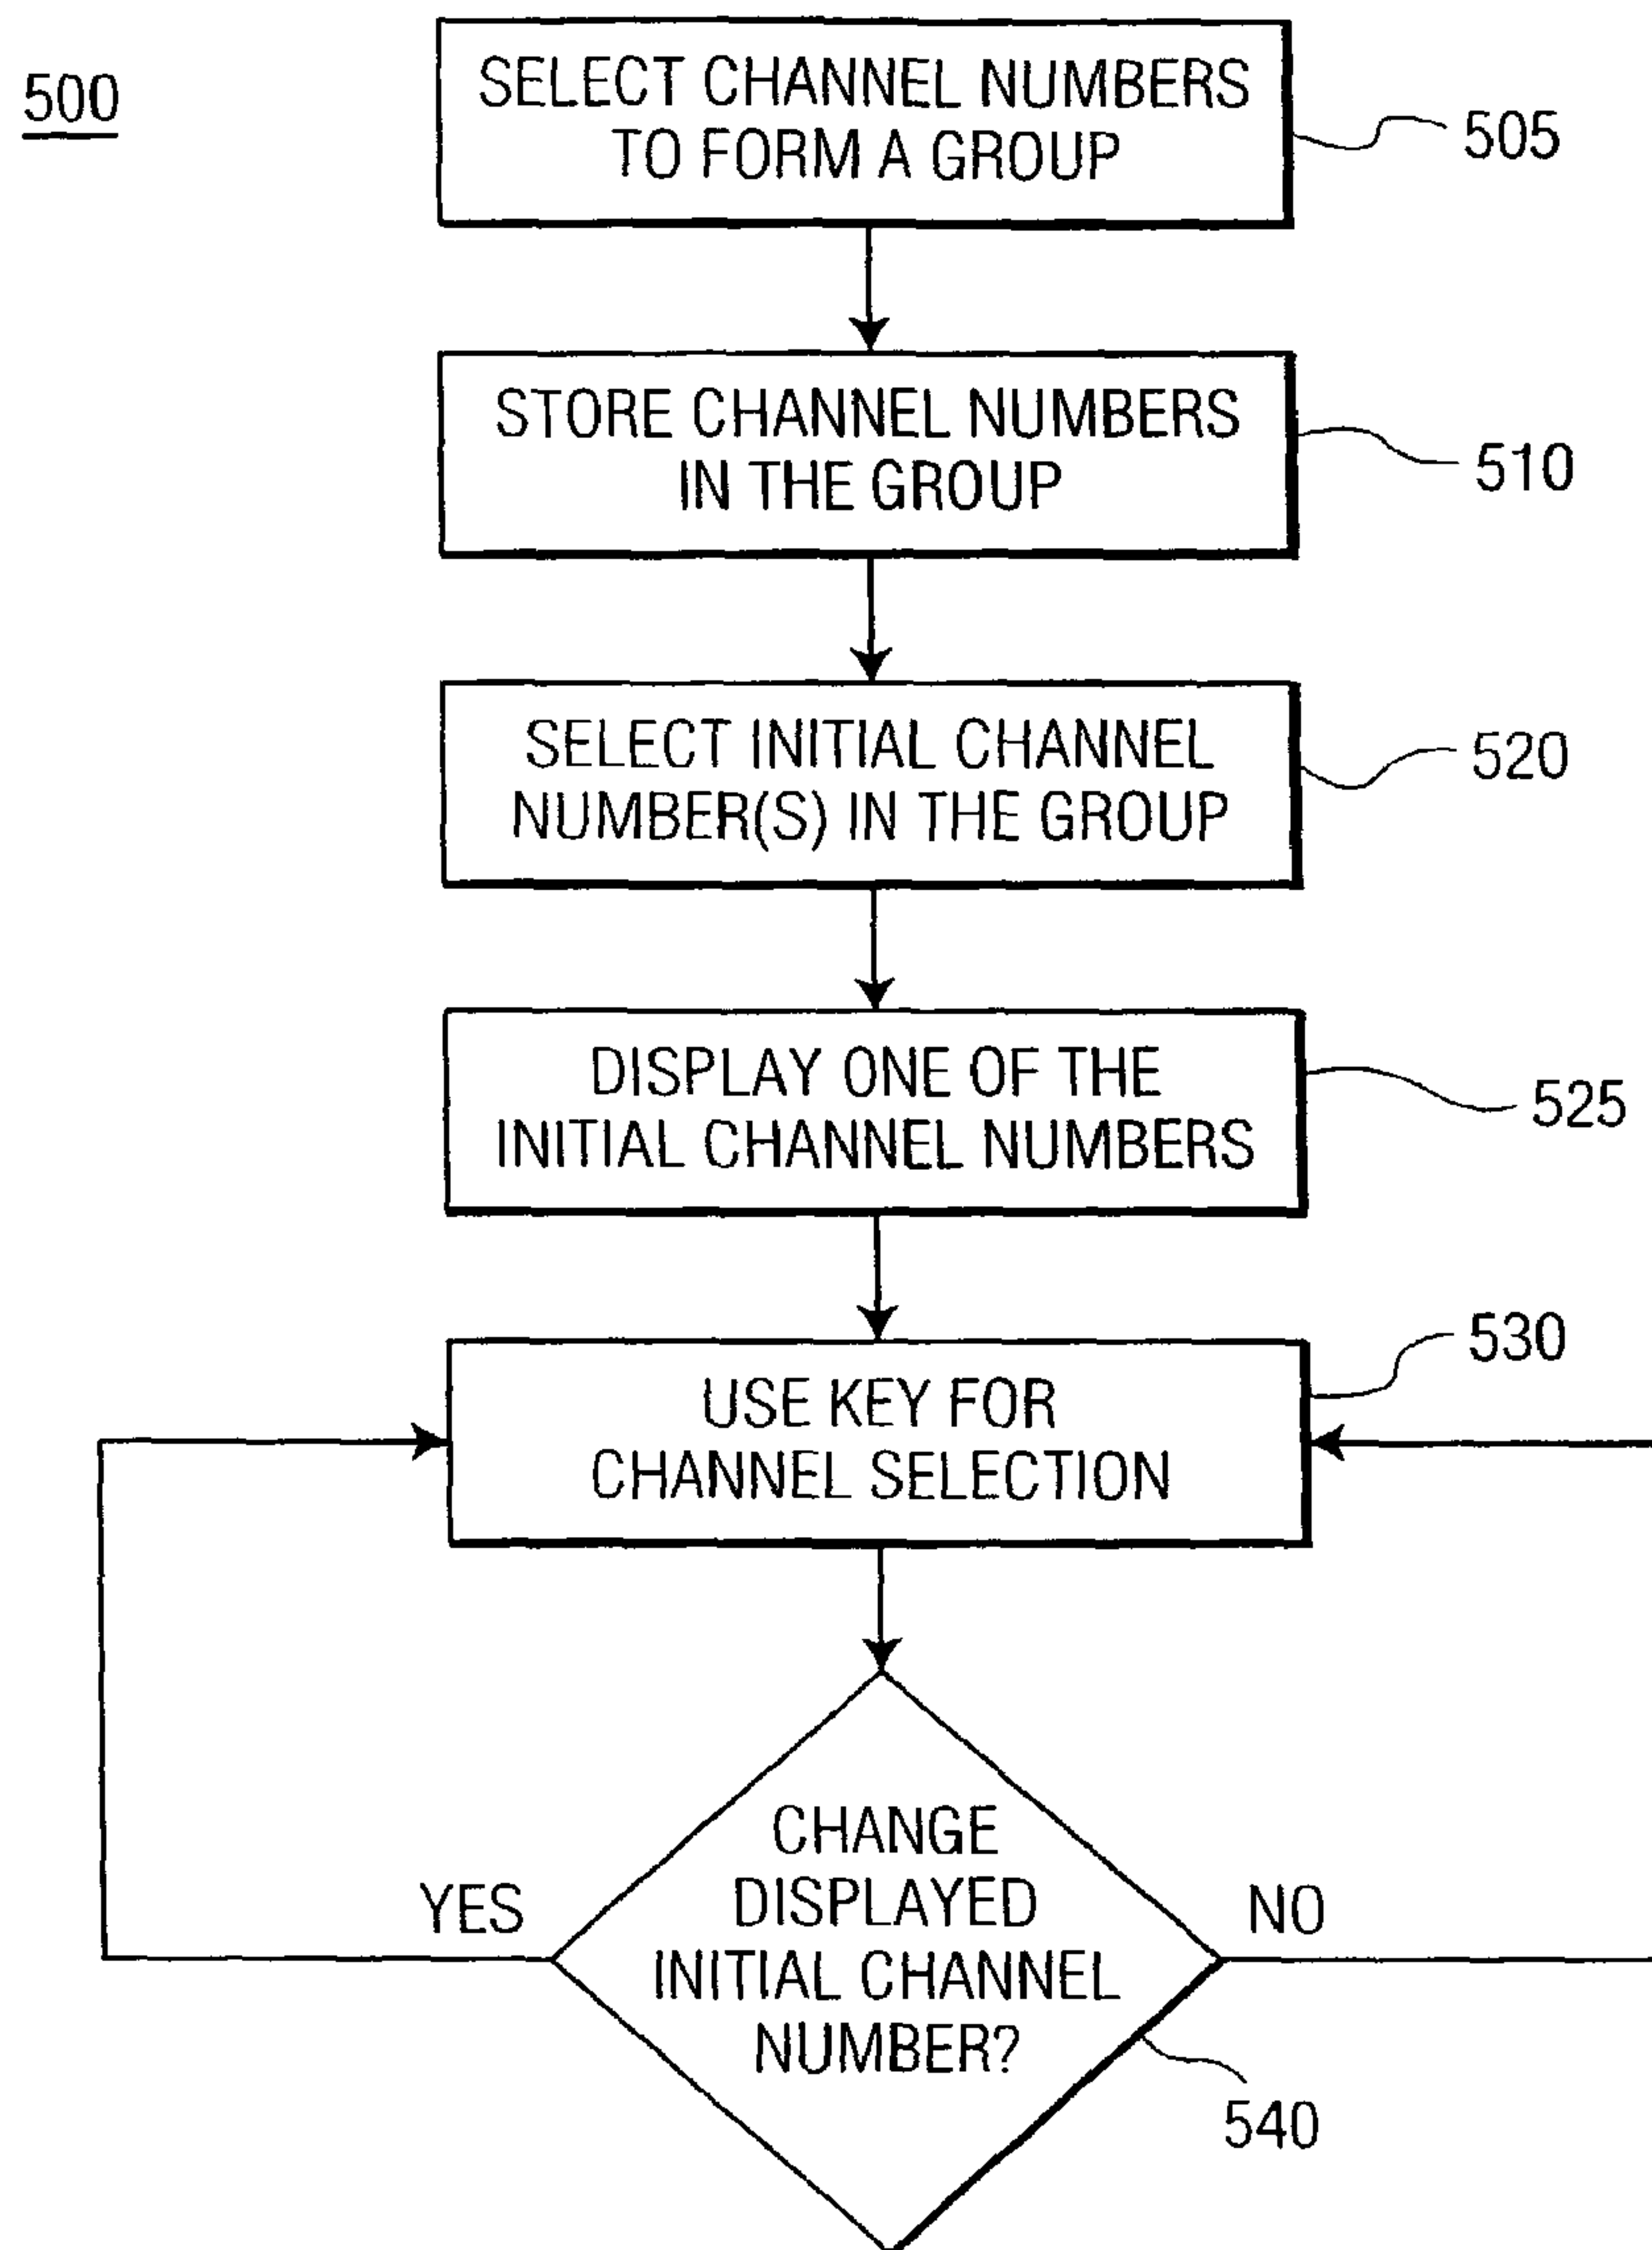 500
SELECT CHANNEL NUMBERS
TO FORM A GROUP
505
STORE CHANNEL NUMBERS
IN THE GROUP
510
SELECT INITIAL CHANNEL
NUMBER(S) IN THE GROUP
520
DISPLAY ONE OF THE
INITIAL CHANNEL NUMBERS
525
USE KEY FOR
CHANNEL SELECTION
530
CHANGE
DISPLAYED
INITIAL CHANNEL
NUMBER?
YES
NO
540